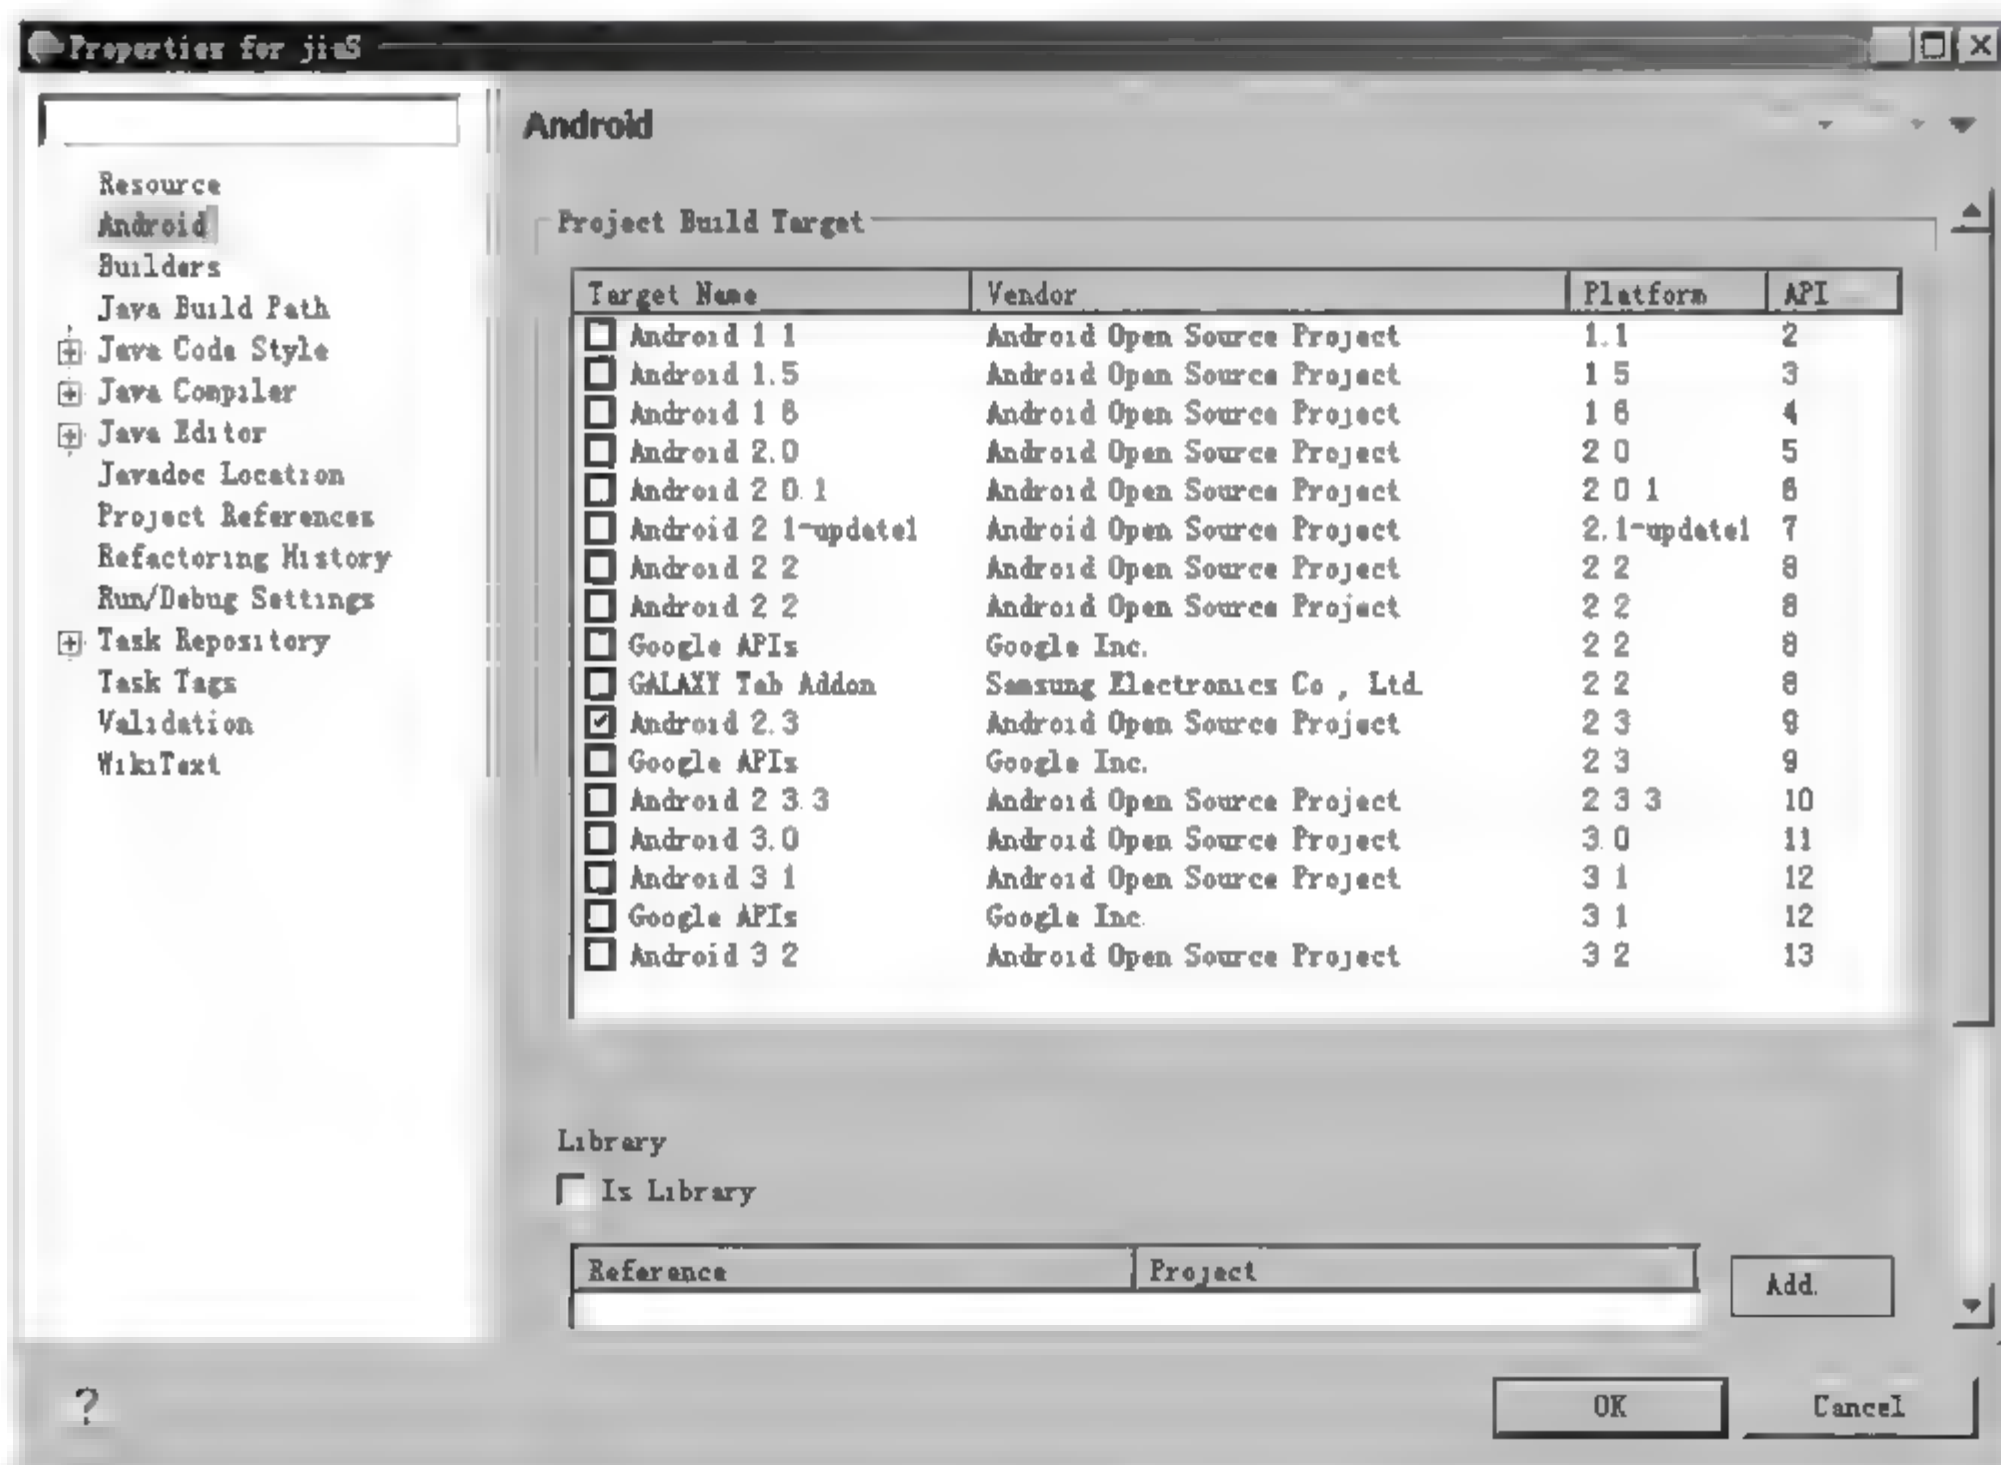 Properties for jimS
Android
Resource
Android
Builders
Java Build Path
Java Code Style
Java Compiler
Java Editor
Javadoc Location
Project References
Refactoring History
Run/Debug Settings
Task Repository
Task Tags
Validation
WikiText
Project Build Target
Target Name Vendor Platform API
Android 1 1 Android Open Source Project 1.1 2
Android 1.5 Android Open Source Project 1 5 3
Android 1 6 Android Open Source Project 1 6 4
Android 2.0 Android Open Source Project 2 0 5
Android 2 0.1 Android Open Source Project 2 0 1 6
Android 2 1-update1 Android Open Source Project 2.1-update1 7
Android 2 2 Android Open Source Project 2 2 8
Android 2 2 Android Open Source Project 2 2 8
Google APIs Google Inc. 2 2 8
GALAXY Tab Addon Samsung Electronics Co , Ltd. 2 2 8
Android 2.3 Android Open Source Project 2 3 9
Google APIs Google Inc. 2 3 9
Android 2 3.3 Android Open Source Project 2 3 3 10
Android 3.0 Android Open Source Project 3.0 11
Android 3 1 Android Open Source Project 3 1 12
Google APIs Google Inc. 3 1 12
Android 3 2 Android Open Source Project 3 2 13
Library
Is Library
Reference Project
Add.
?
OK Cancel